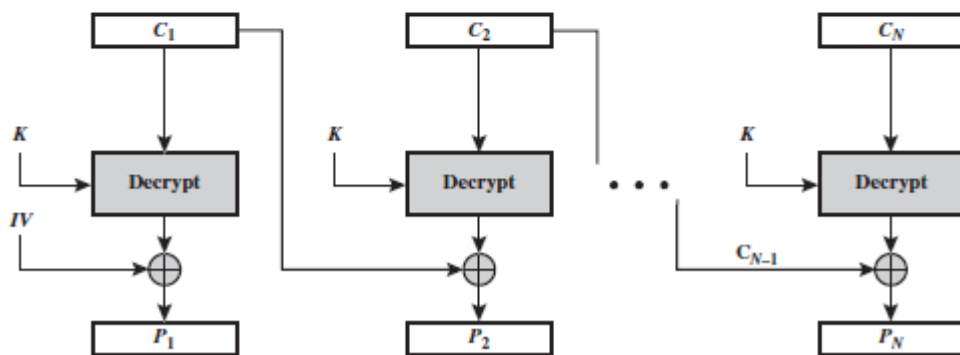 C1 C2 CN
K K K
Decrypt Decrypt Decrypt
IV
CN–1
P1 P2 PN